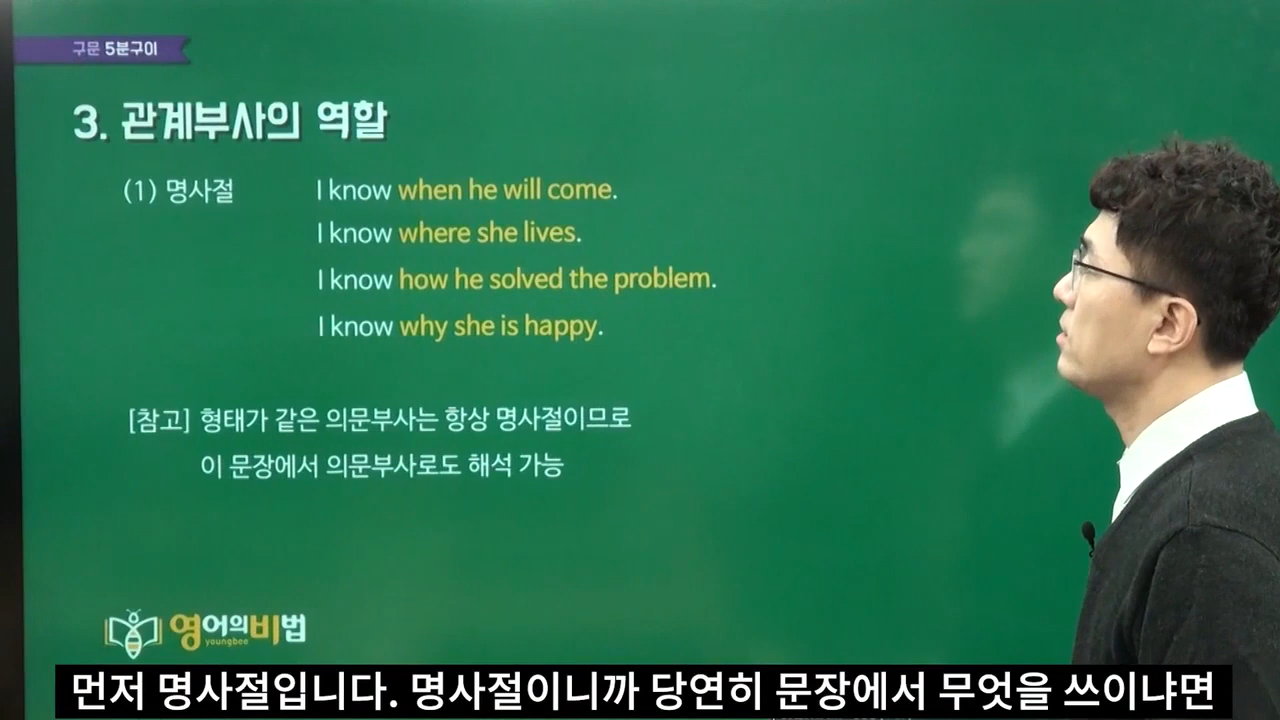 구문 5분구이
3. 관계부사의 역할
(1) 명사절 I know when he will come.
I know where she lives.
I know how he solved the problem.
I know why she is happy.
[참고] 형태가 같은 의문부사는 항상 명사절이므로
이 문장에서 의문부사로도 해석 가능
영어의비법
youngbee
먼저 명사절입니다. 명사절이니까 당연히 문장에서 무엇을 쓰이냐면